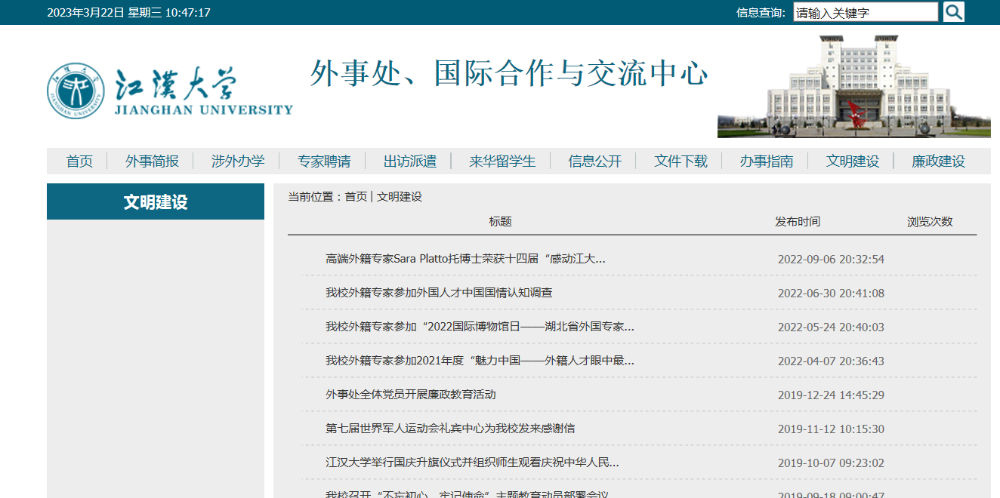 2023年3月22日 星期三 10:47:17
信息查询: 请输入关键字
江漢大学
JIANGHAN UNIVERSITY
外事处、国际合作与交流中心
首页 外事简报 涉外办学 专家聘请 出访派遣 来华留学生 信息公开 文件下载 办事指南 文明建设 廉政建设
文明建设
当前位置：首页 | 文明建设
标题 发布时间 浏览次数
高端外籍专家Sara Platto托博士荣获十四届“感动江大... 2022-09-06 20:32:54
我校外籍专家参加外国人才中国国情认知调查 2022-06-30 20:41:08
我校外籍专家参加“2022国际博物馆日——湖北省外国专家... 2022-05-24 20:40:03
我校外籍专家参加2021年度“魅力中国——外籍人才眼中最... 2022-04-07 20:36:43
外事处全体党员开展廉政教育活动 2019-12-24 14:45:29
第七届世界军人运动会礼宾中心为我校发来感谢信 2019-11-12 10:15:30
江汉大学举行国庆升旗仪式并组织师生观看庆祝中华人民... 2019-10-07 09:23:02
我校召开“不忘初心、牢记使命”主题教育动员部署会议 2019-09-18 09:00:47